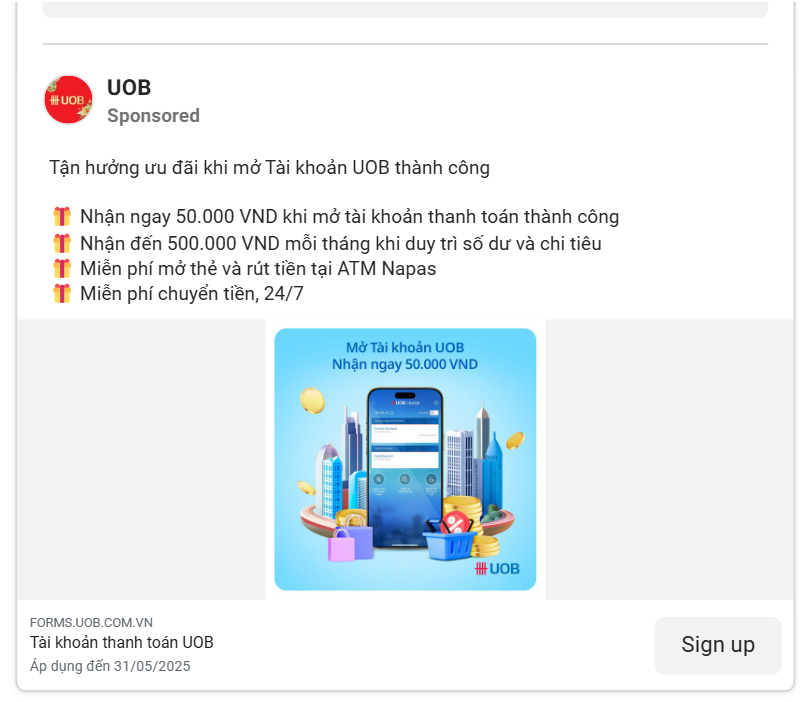 UOB
UOB
Sponsored
Tận hưởng ưu đãi khi mở Tài khoản UOB thành công
Nhận ngay 50.000 VND khi mở tài khoản thanh toán thành công
Nhận đến 500.000 VND mỗi tháng khi duy trì số dư và chi tiêu
Miễn phí mở thẻ và rút tiền tại ATM Napas
Miễn phí chuyển tiền, 24/7
Mở Tài khoản UOB
Nhận ngay 50.000 VND
%
UOB
FORMS.UOB.COM.VN
Tài khoản thanh toán UOB
Áp dụng đến 31/05/2025
Sign up